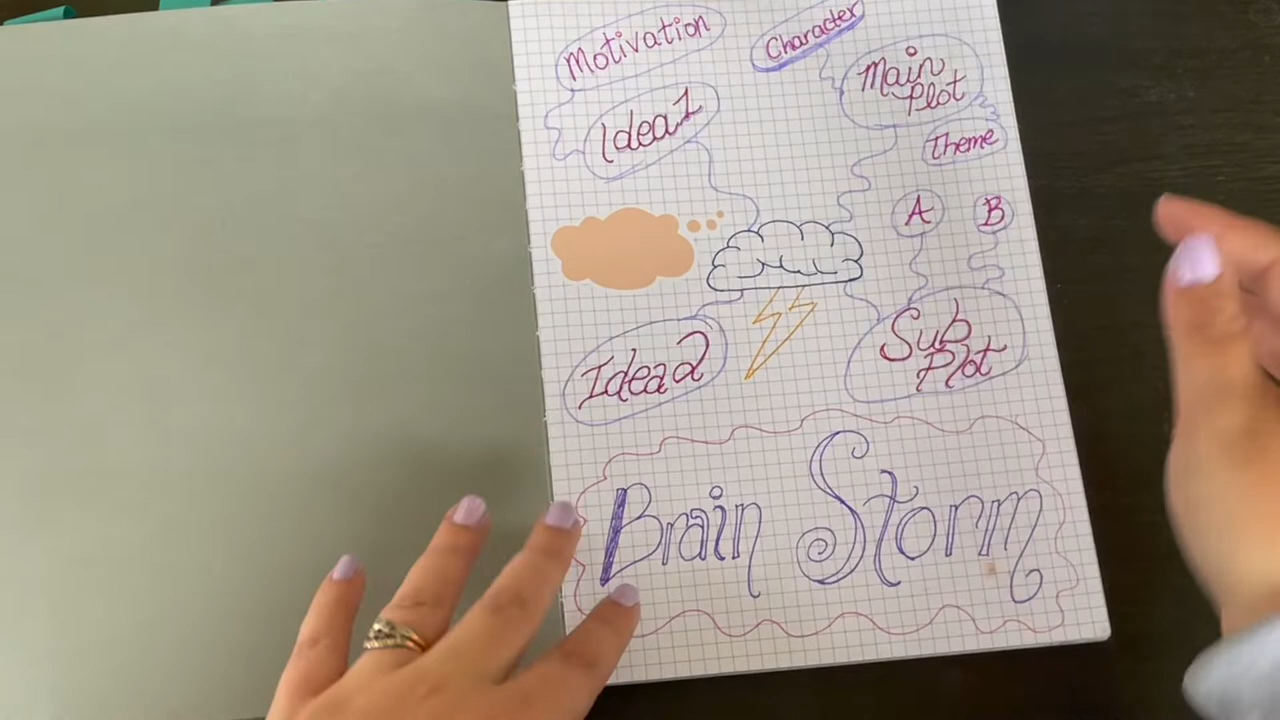 Motivation
Character
Idea1
Main
Plot
Theme
A
B
Idea2
Sub
Plot
Brain Storm